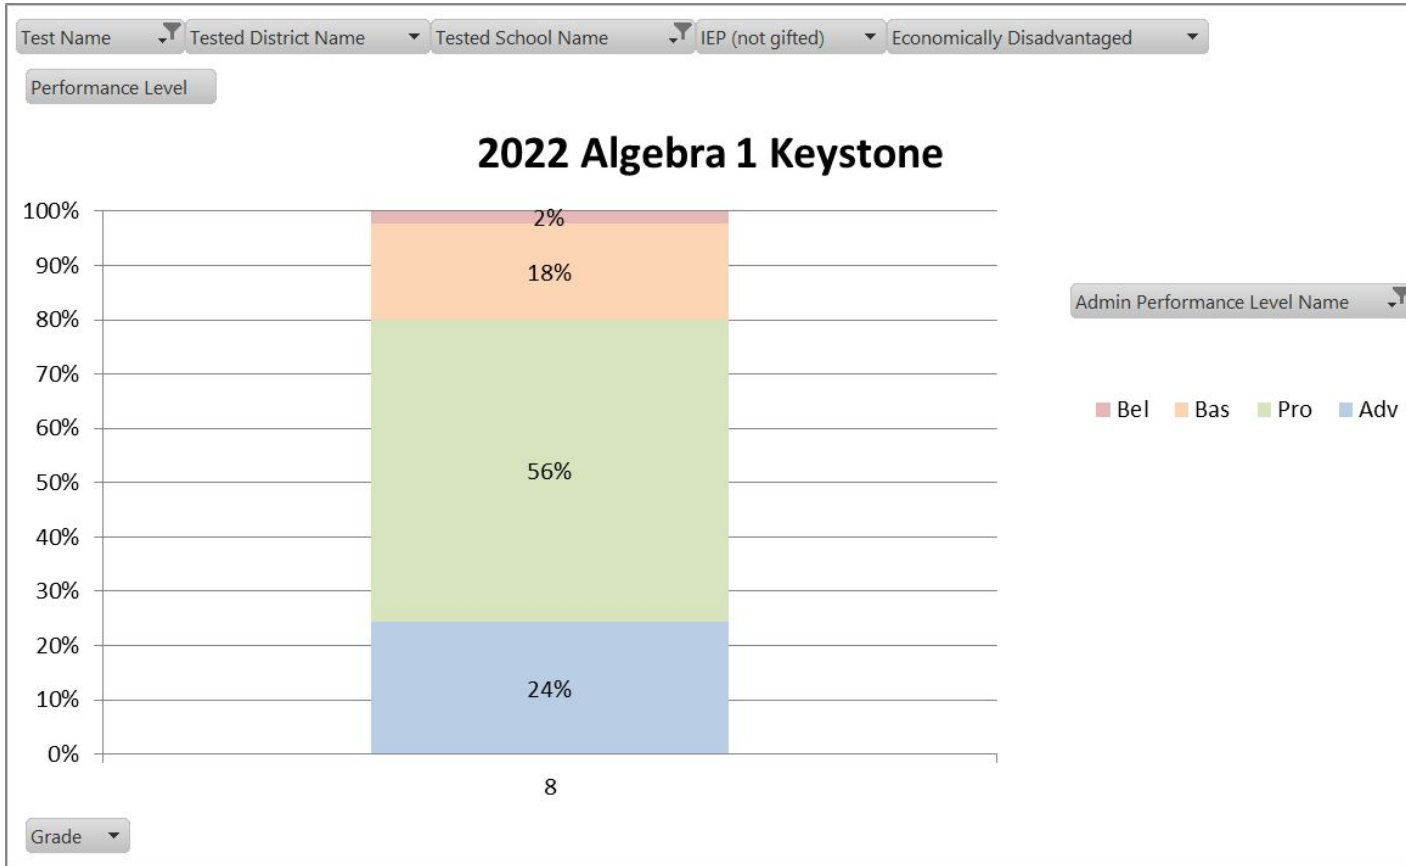 Test Name Tested District Name Tested School Name IEP (not gifted) Economically Disadvantaged
Performance Level
2022 Algebra 1 Keystone
100%
2%
90%
18%
80%
Admin Performance Level Name
70%
60%
Bel Bas Pro Adv
50%
56%
40%
30%
20%
24%
10%
0%
8
Grade